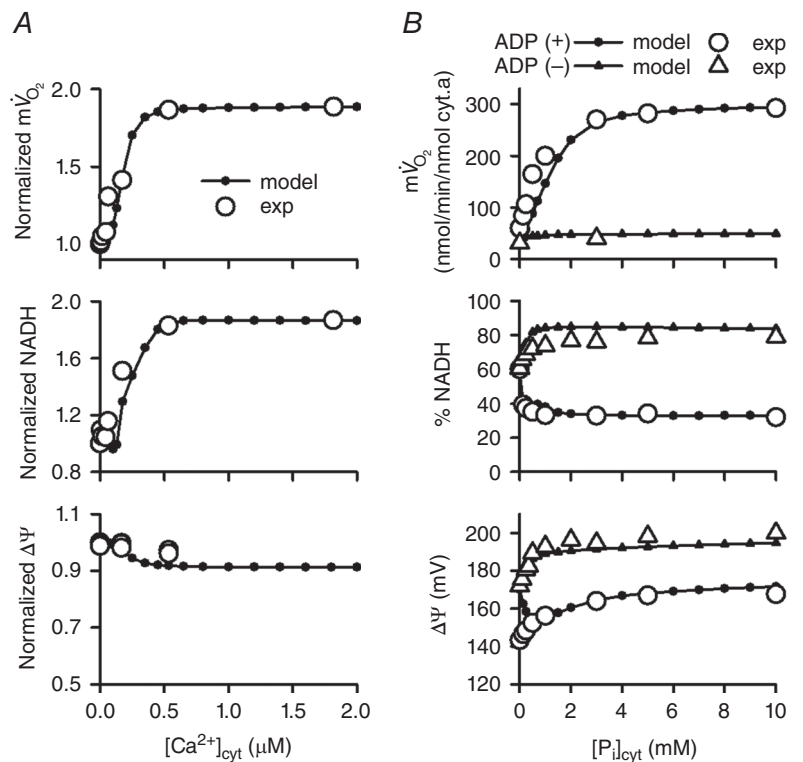 A
B
ADP (+) model exp
ADP (−) model exp
Normalized mV̇O2
2.0
1.5
1.0
model
exp
mV̇O2
(nmol/min/nmol cyt.a)
300
200
100
50
0
Normalized NADH
2.0
1.6
1.2
0.8
% NADH
100
80
60
40
20
0
Normalized ΔΨ
1.1
0.9
0.7
0.5
ΔΨ (mV)
200
180
160
140
120
0.0 0.5 1.0 1.5 2.0
[Ca2+]cyt (μM)
0 2 4 6 8 10
[Pi]cyt (mM)